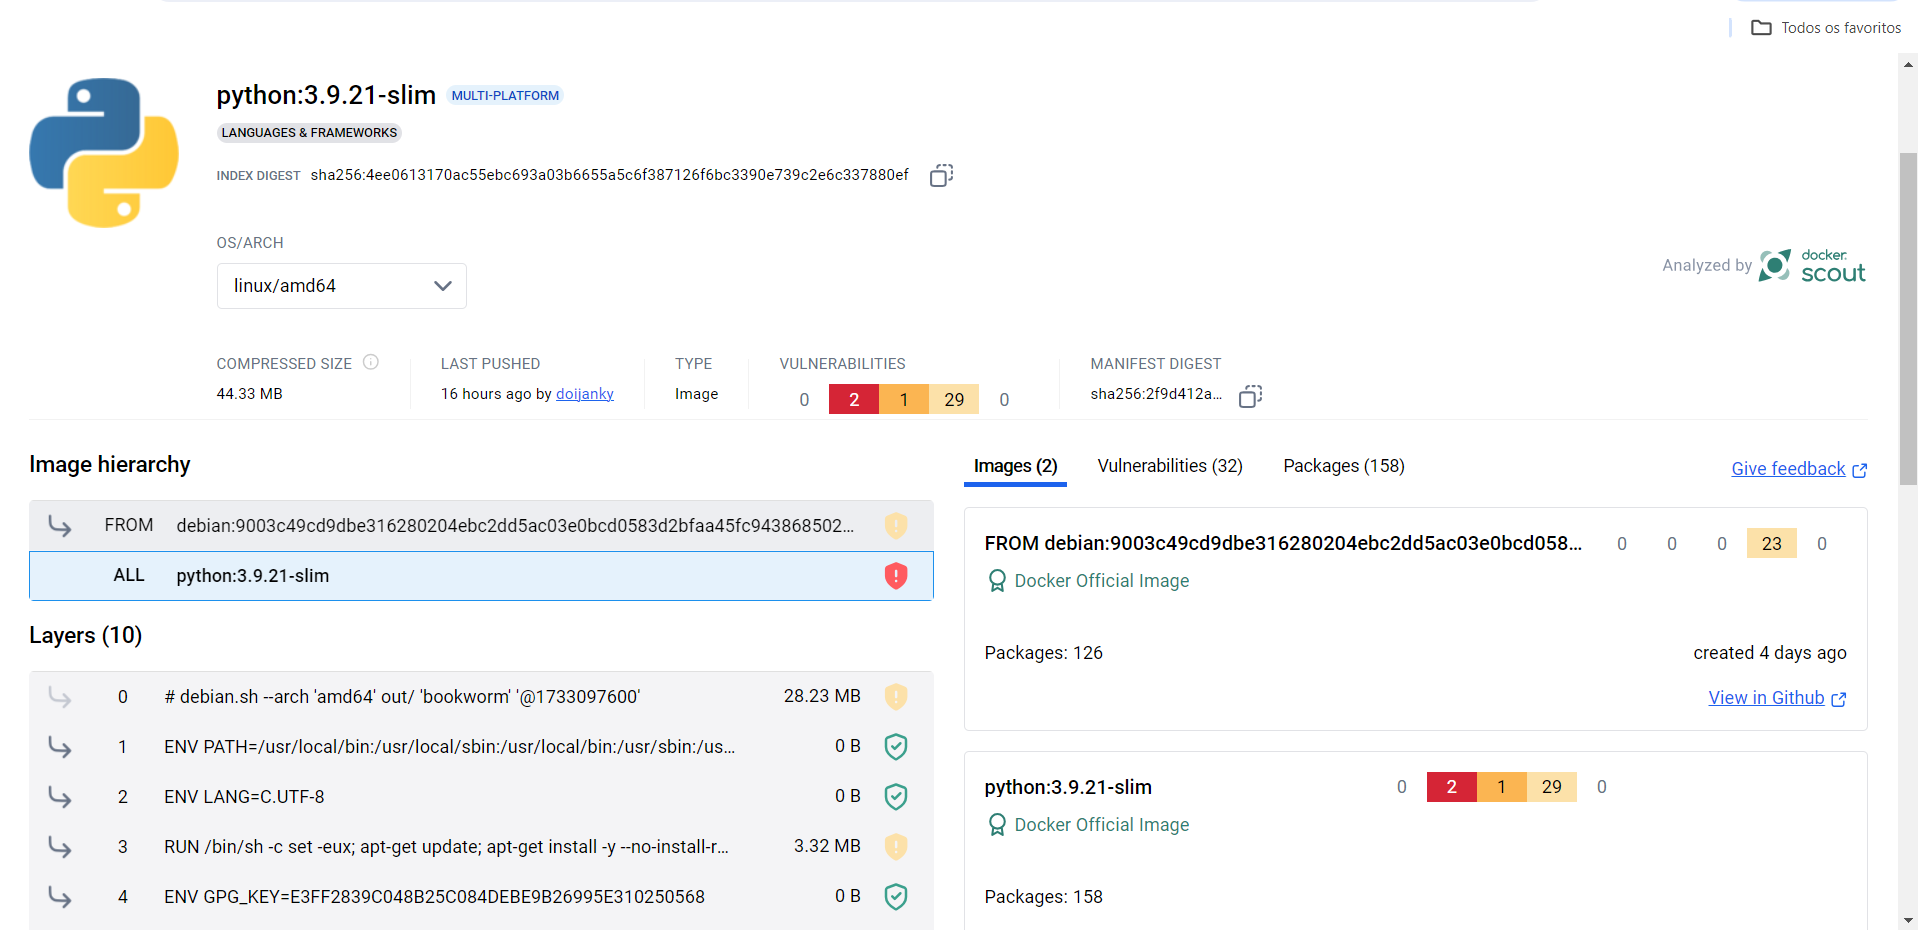 Todos os favoritos
python:3.9.21-slim MULTI-PLATFORM
LANGUAGES & FRAMEWORKS
INDEX DIGEST sha256:4ee0613170ac55ebc693a03b6655a5c6f387126f6bc3390e739c2e6c337880ef
OS/ARCH
linux/amd64
Analyzed by docker scout
COMPRESSED SIZE LAST PUSHED TYPE VULNERABILITIES MANIFEST DIGEST
44.33 MB 16 hours ago by doijanky Image 0 2 1 29 0 sha256:2f9d412a...
Image hierarchy
FROM debian:9003c49cd9dbe316280204ebc2dd5ac03e0bcd0583d2bfaa45fc943868502...
ALL python:3.9.21-slim
Layers (10)
0 # debian.sh --arch 'amd64' out/ 'bookworm' '@1733097600' 28.23 MB
1 ENV PATH=/usr/local/bin:/usr/local/sbin:/usr/local/bin:/usr/sbin:/us... 0 B
2 ENV LANG=C.UTF-8 0 B
3 RUN /bin/sh -c set -eux; apt-get update; apt-get install -y --no-install-r... 3.32 MB
4 ENV GPG_KEY=E3FF2839C048B25C084DEBE9B26995E310250568 0 B
Images (2) Vulnerabilities (32) Packages (158) Give feedback
FROM debian:9003c49cd9dbe316280204ebc2dd5ac03e0bcd058... 0 0 0 23 0
Docker Official Image
Packages: 126 created 4 days ago
View in Github
python:3.9.21-slim 0 2 1 29 0
Docker Official Image
Packages: 158